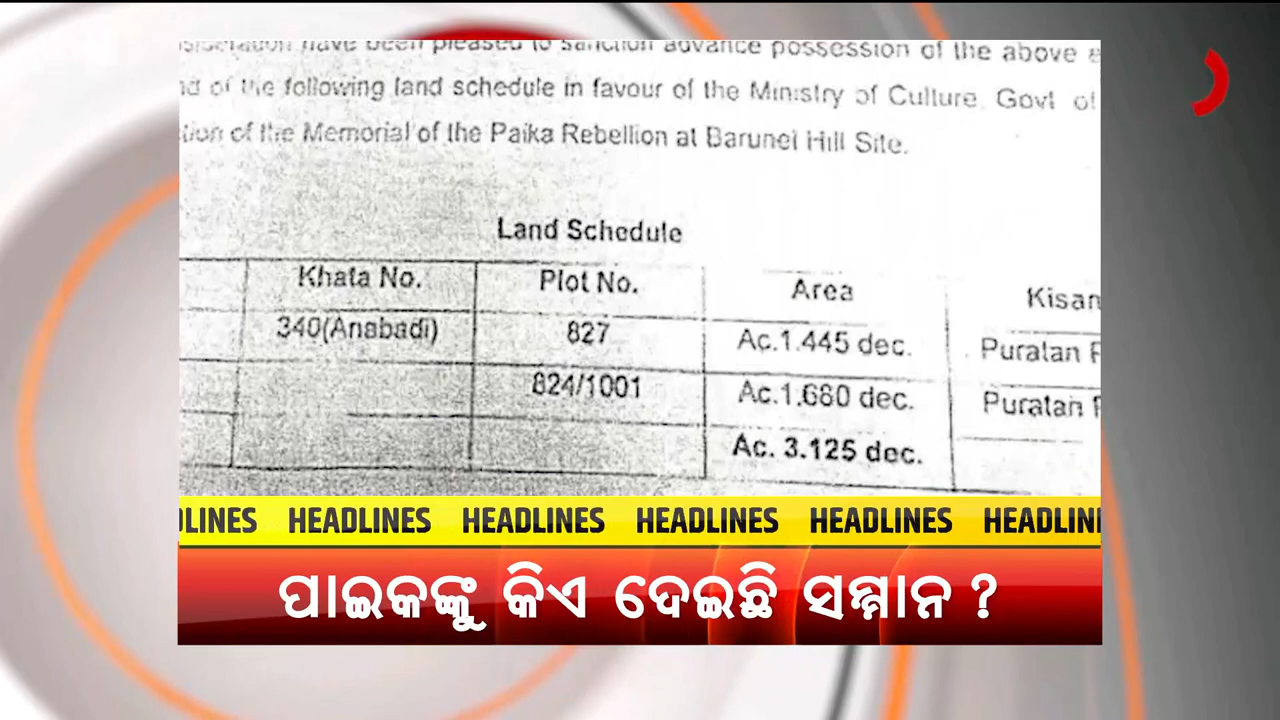 have been pleased to sanction advance possession of the above
of the following land schedule in favour of the Ministry of Culture, Govt of
of the Memorial of the Paika Rebellion at Barunei Hill Site.
Land Schedule
Khata No. Plot No. Area Kisam
340(Anabadi) 827 Ac.1.445 dec. Puratan
824/1001 Ac.1.680 dec. Puratan
Ac. 3.125 dec.
HEADLINES HEADLINES HEADLINES HEADLINES
ପାଇକଙ୍କୁ କିଏ ଦେଇଛି ସମ୍ମାନ ?